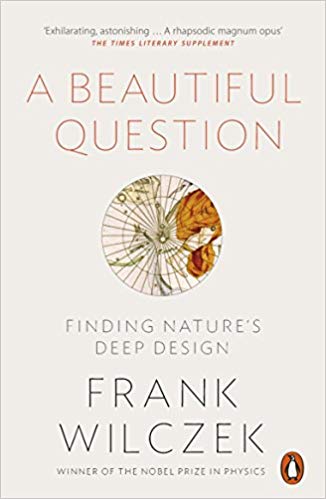 'Exhilarating, astonishing ... A rhapsodic magnum opus'
THE TIMES LITERARY SUPPLEMENT
A BEAUTIFUL
QUESTION
FINDING NATURE'S
DEEP DESIGN
FRANK
WILCZEK
WINNER OF THE NOBEL PRIZE IN PHYSICS